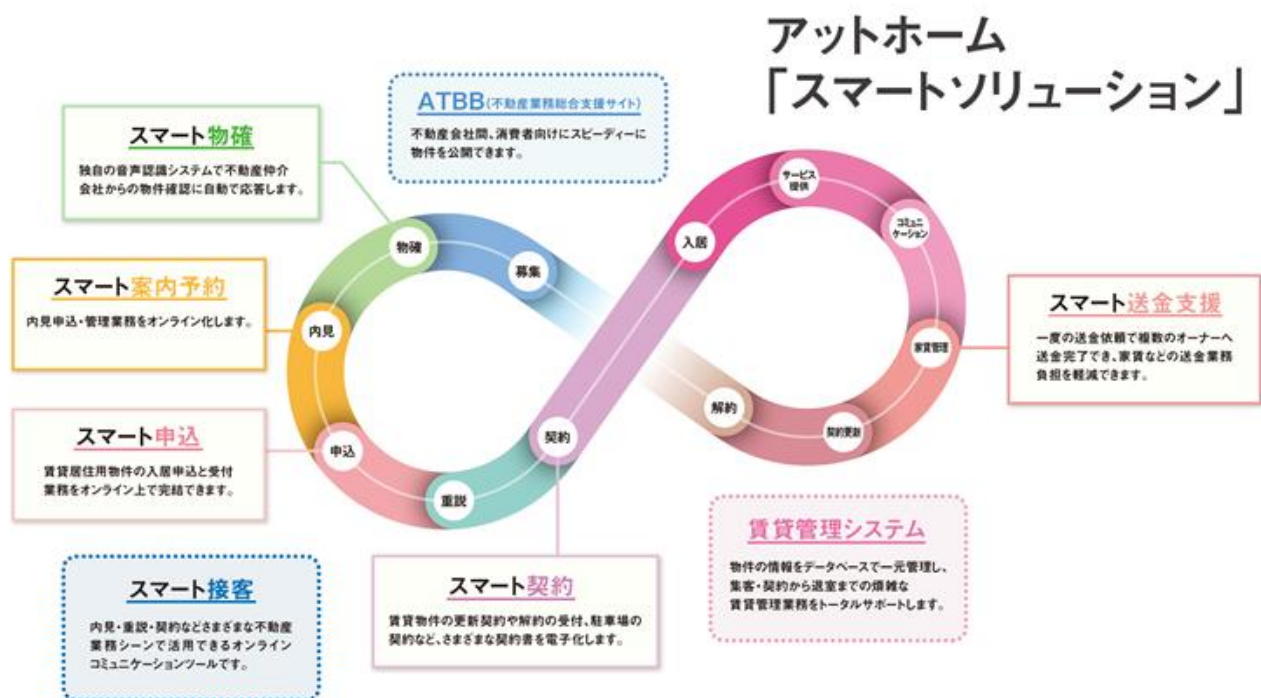 アットホーム
「スマートソリューション」
ATBB(不動産業務総合支援サイト)
不動産会社間、消費者向けにスピーディーに
物件を公開できます。
スマート物確
独自の音声認識システムで不動産仲介
会社からの物件確認に自動で応答します。
スマート案内予約
内見申込・管理業務をオンライン化します。
スマート申込
賃貸居住用物件の入居申込と受付
業務をオンライン上で完結できます。
スマート接客
内見・重説・契約などさまざまな不動産
業務シーンで活用できるオンライン
コミュニケーションツールです。
スマート契約
賃貸物件の更新契約や解約の受付、駐車場の
契約など、さまざまな契約書を電子化します。
賃貸管理システム
物件の情報をデータベースで一元管理し、
集客・契約から退室までの煩雑な
賃貸管理業務をトータルサポートします。
スマート送金支援
一度の送金依頼で複数のオーナーへ
送金完了でき、家賃などの送金業務
負担を軽減できます。
募集
物確
内見
申込
重説
契約
入居
サービス
提供
コミュニ
ケーション
家賃管理
契約更新
解約